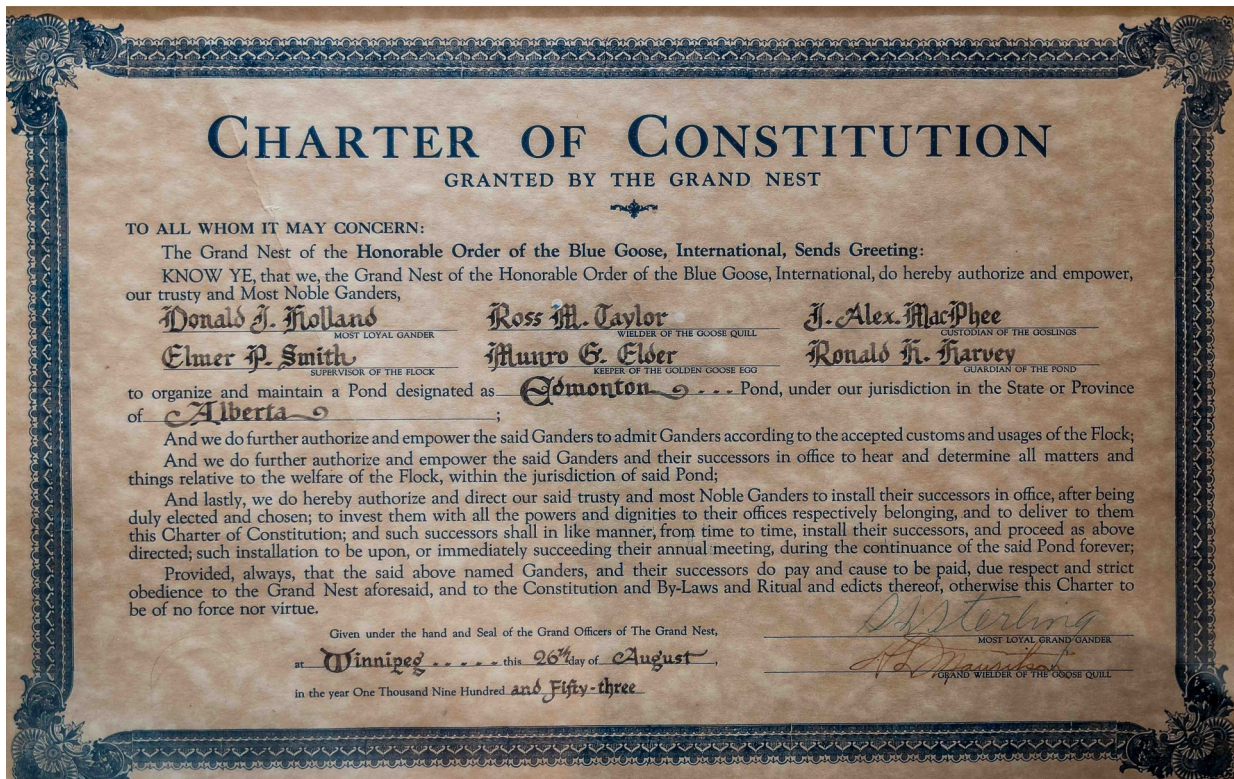 CHARTER OF CONSTITUTION
GRANTED BY THE GRAND NEST
TO ALL WHOM IT MAY CONCERN:
The Grand Nest of the Honorable Order of the Blue Goose, International, Sends Greeting:
KNOW YE, that we, the Grand Nest of the Honorable Order of the Blue Goose, International, do hereby authorize and empower,
our trusty and Most Noble Ganders,
Donald J. Holland Ross M. Taylor J. Alex. MacPhee
MOST LOYAL GANDER WIELDER OF THE GOOSE QUILL CUSTODIAN OF THE GOSLINGS
Elmer P. Smith Munro G. Elder Ronald H. Harvey
SUPERVISOR OF THE FLOCK KEEPER OF THE GOLDEN GOOSE EGG GUARDIAN OF THE POND
to organize and maintain a Pond designated as Edmonton .... Pond, under our jurisdiction in the State or Province
of Alberta ;
And we do further authorize and empower the said Ganders to admit Ganders according to the accepted customs and usages of the Flock;
And we do further authorize and empower the said Ganders and their successors in office to hear and determine all matters and
things relative to the welfare of the Flock, within the jurisdiction of said Pond;
And lastly, we do hereby authorize and direct our said trusty and most Noble Ganders to install their successors in office, after being
duly elected and chosen; to invest them with all the powers and dignities to their offices respectively belonging, and to deliver to them
this Charter of Constitution; and such successors shall in like manner, from time to time, install their successors, and proceed as above
directed; such installation to be upon, or immediately succeeding their annual meeting, during the continuance of the said Pond forever;
Provided, always, that the said above named Ganders, and their successors do pay and cause to be paid, due respect and strict
obedience to the Grand Nest aforesaid, and to the Constitution and By-Laws and Ritual and edicts thereof, otherwise this Charter to
be of no force nor virtue.
Given under the hand and Seal of the Grand Officers of The Grand Nest,
Sterling
MOST LOYAL GRAND GANDER
at Winnipeg ..... this 26th day of August,
GRAND WIELDER OF THE GOOSE QUILL
in the year One Thousand Nine Hundred and Fifty-three